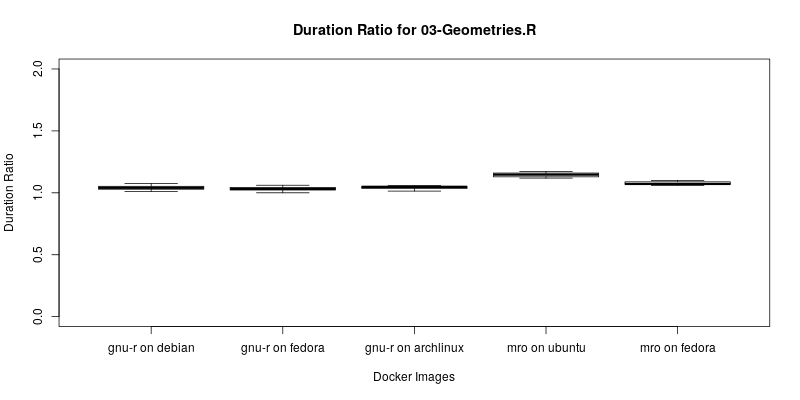 Duration Ratio for 03-Geometries.R
Duration Ratio
2.0
1.5
1.0
0.5
0.0
gnu-r on debian
gnu-r on fedora
gnu-r on archlinux
mro on ubuntu
mro on fedora
Docker Images